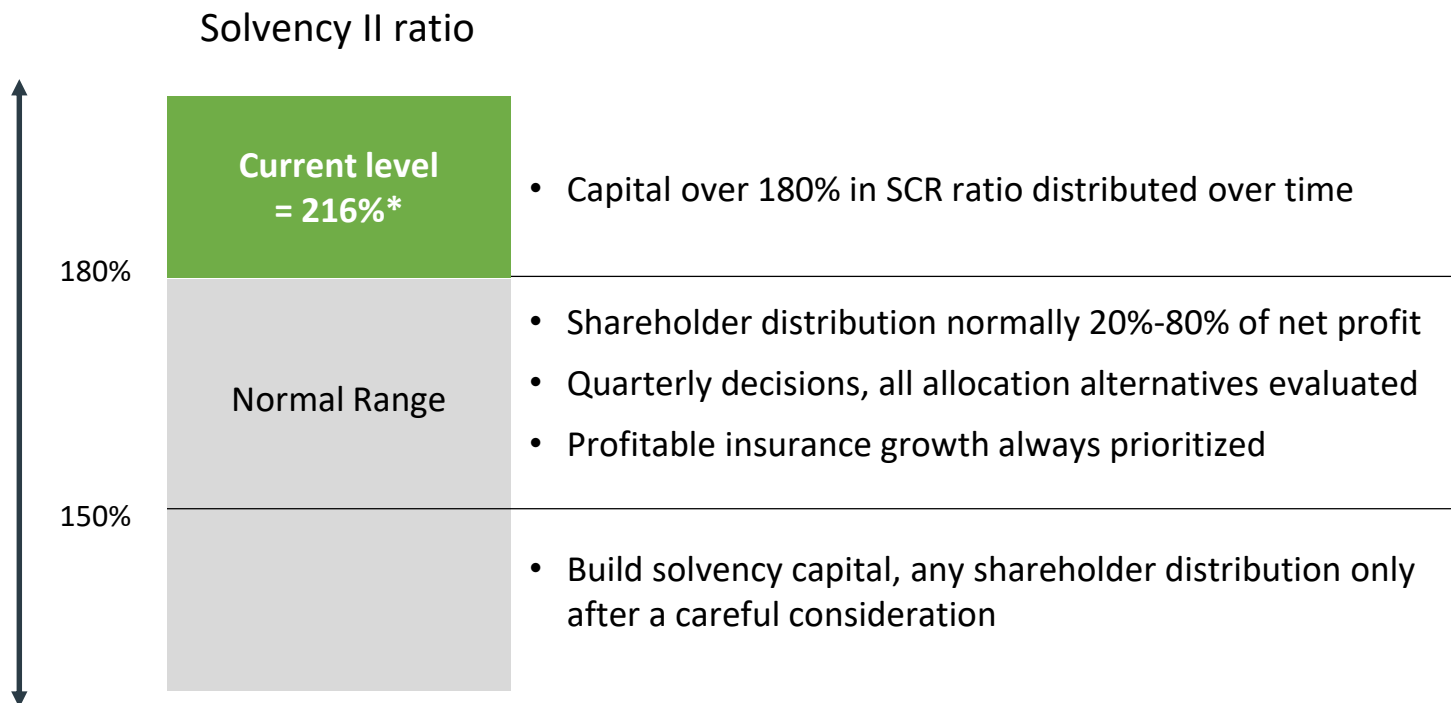 Solvency II ratio
Current level
= 216%*
• Capital over 180% in SCR ratio distributed over time
180%
• Shareholder distribution normally 20%-80% of net profit
Normal Range
• Quarterly decisions, all allocation alternatives evaluated
• Profitable insurance growth always prioritized
150%
• Build solvency capital, any shareholder distribution only
after a careful consideration